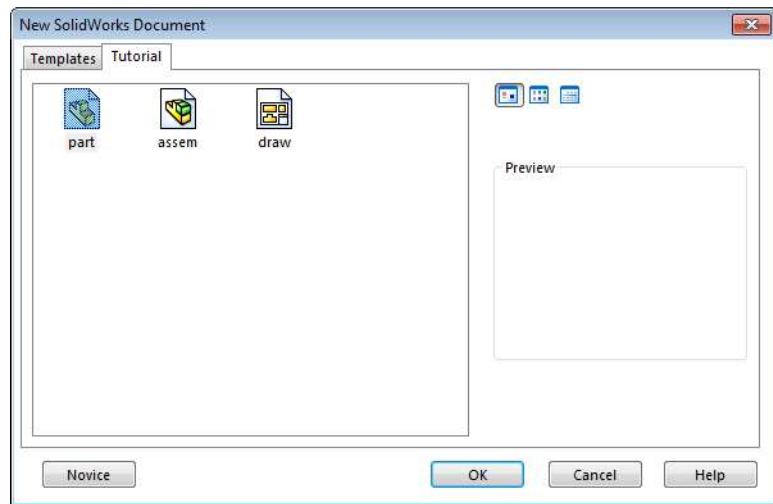 New SolidWorks Document
Templates Tutorial
part assem draw
Preview
Novice OK Cancel Help